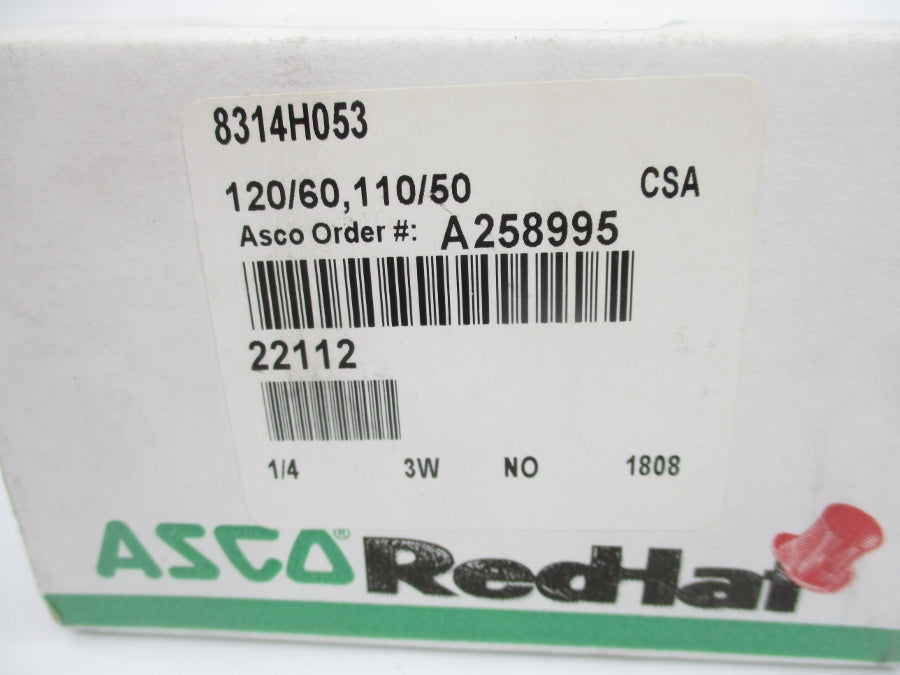 8314H053
120/60,110/50 CSA
Asco Order #: A258995
22112
1/4 3W NO 1808
ASCO® RedHat